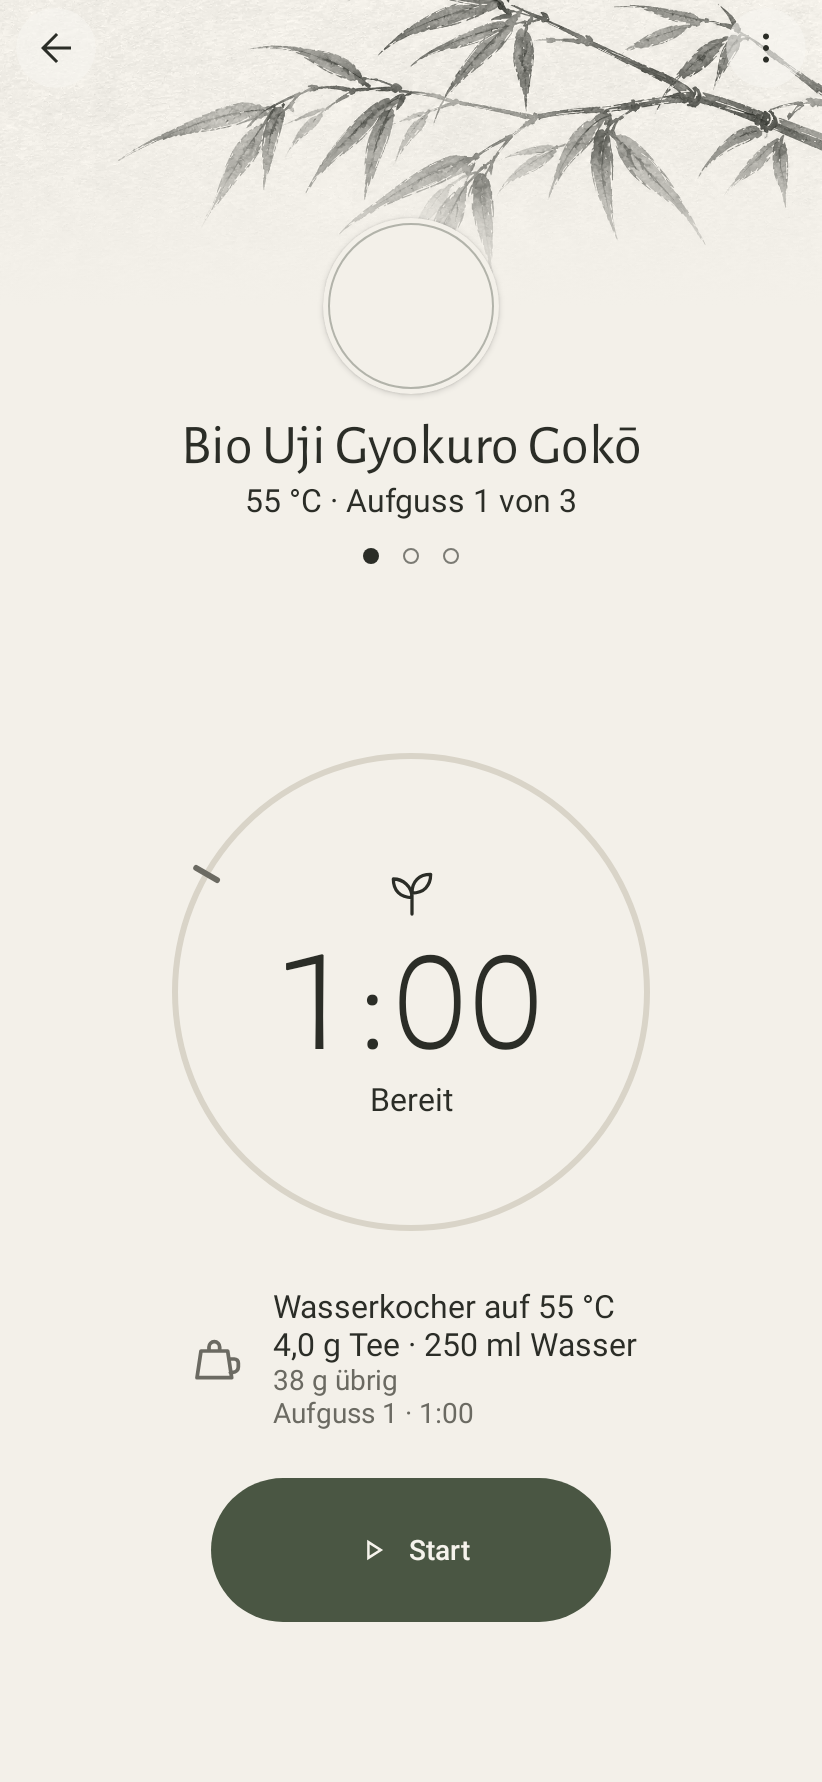 Bio Uji Gyokuro Gokō
55 °C · Aufguss 1 von 3
1:00
Bereit
Wasserkocher auf 55 °C
4,0 g Tee · 250 ml Wasser
38 g übrig
Aufguss 1 · 1:00
Start